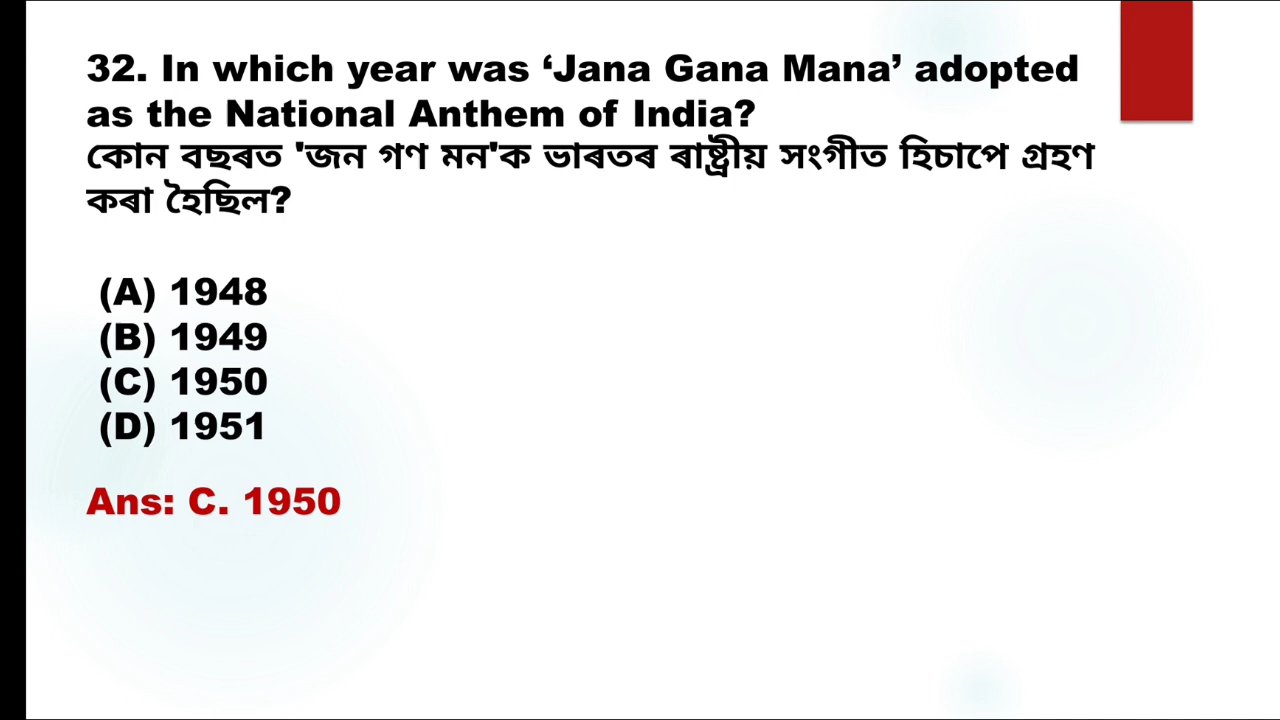 32. In which year was ‘Jana Gana Mana’ adopted
as the National Anthem of India?
কোন বছৰত 'জন গণ মন'ক ভাৰতৰ ৰাষ্ট্ৰীয় সংগীত হিচাপে গ্ৰহণ
কৰা হৈছিল?
(A) 1948
(B) 1949
(C) 1950
(D) 1951
Ans: C. 1950